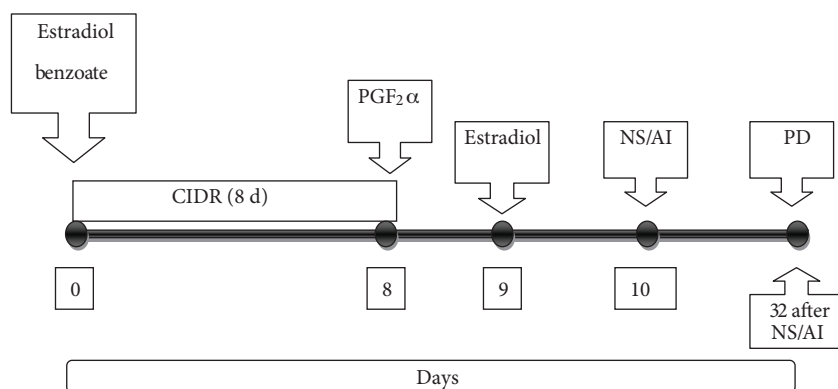 Estradiol
benzoate
PGF₂α
Estradiol
NS/AI
PD
CIDR (8 d)
0
8
9
10
32 after
NS/AI
Days